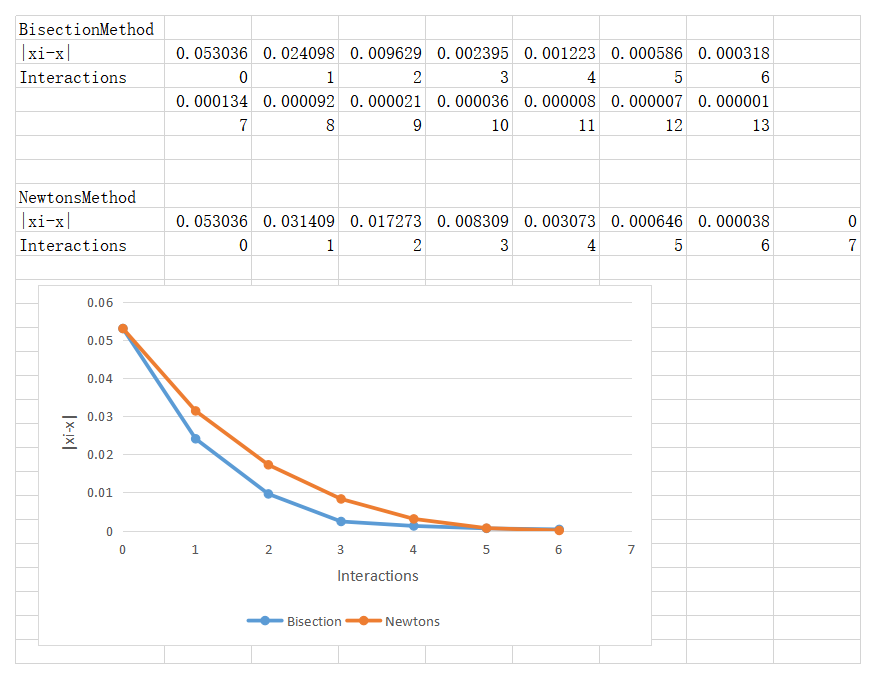 BisectionMethod
|xi-x| 0.053036 0.024098 0.009629 0.002395 0.001223 0.000586 0.000318
Interactions 0 1 2 3 4 5 6
0.000134 0.000092 0.000021 0.000036 0.000008 0.000007 0.000001
7 8 9 10 11 12 13
NewtonsMethod
|xi-x| 0.053036 0.031409 0.017273 0.008309 0.003073 0.000646 0.000038 0
Interactions 0 1 2 3 4 5 6 7
0.06
0.05
0.04
0.03
0.02
0.01
0
|xi-x|
0 1 2 3 4 5 6 7
Interactions
Bisection Newtons